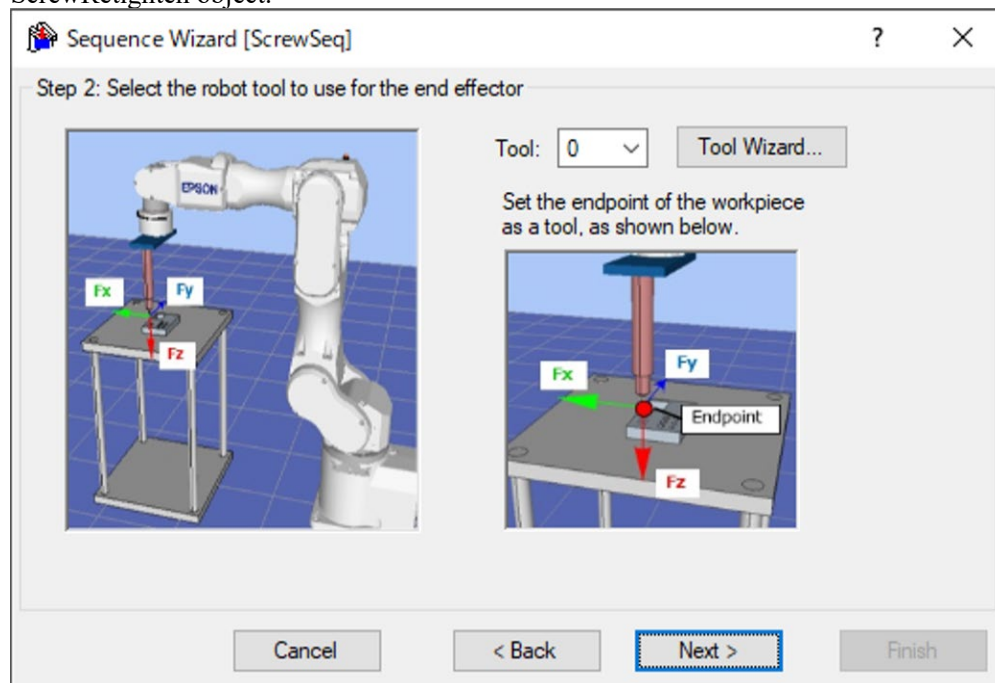 ScrewRetighten object.
Sequence Wizard [ScrewSeq]
?
Step 2: Select the robot tool to use for the end effector
Tool: 0
Tool Wizard...
Set the endpoint of the workpiece
as a tool, as shown below.
EPSON
Fx
Fy
Fz
Fx
Fy
Endpoint
Fz
Cancel
< Back
Next >
Finish